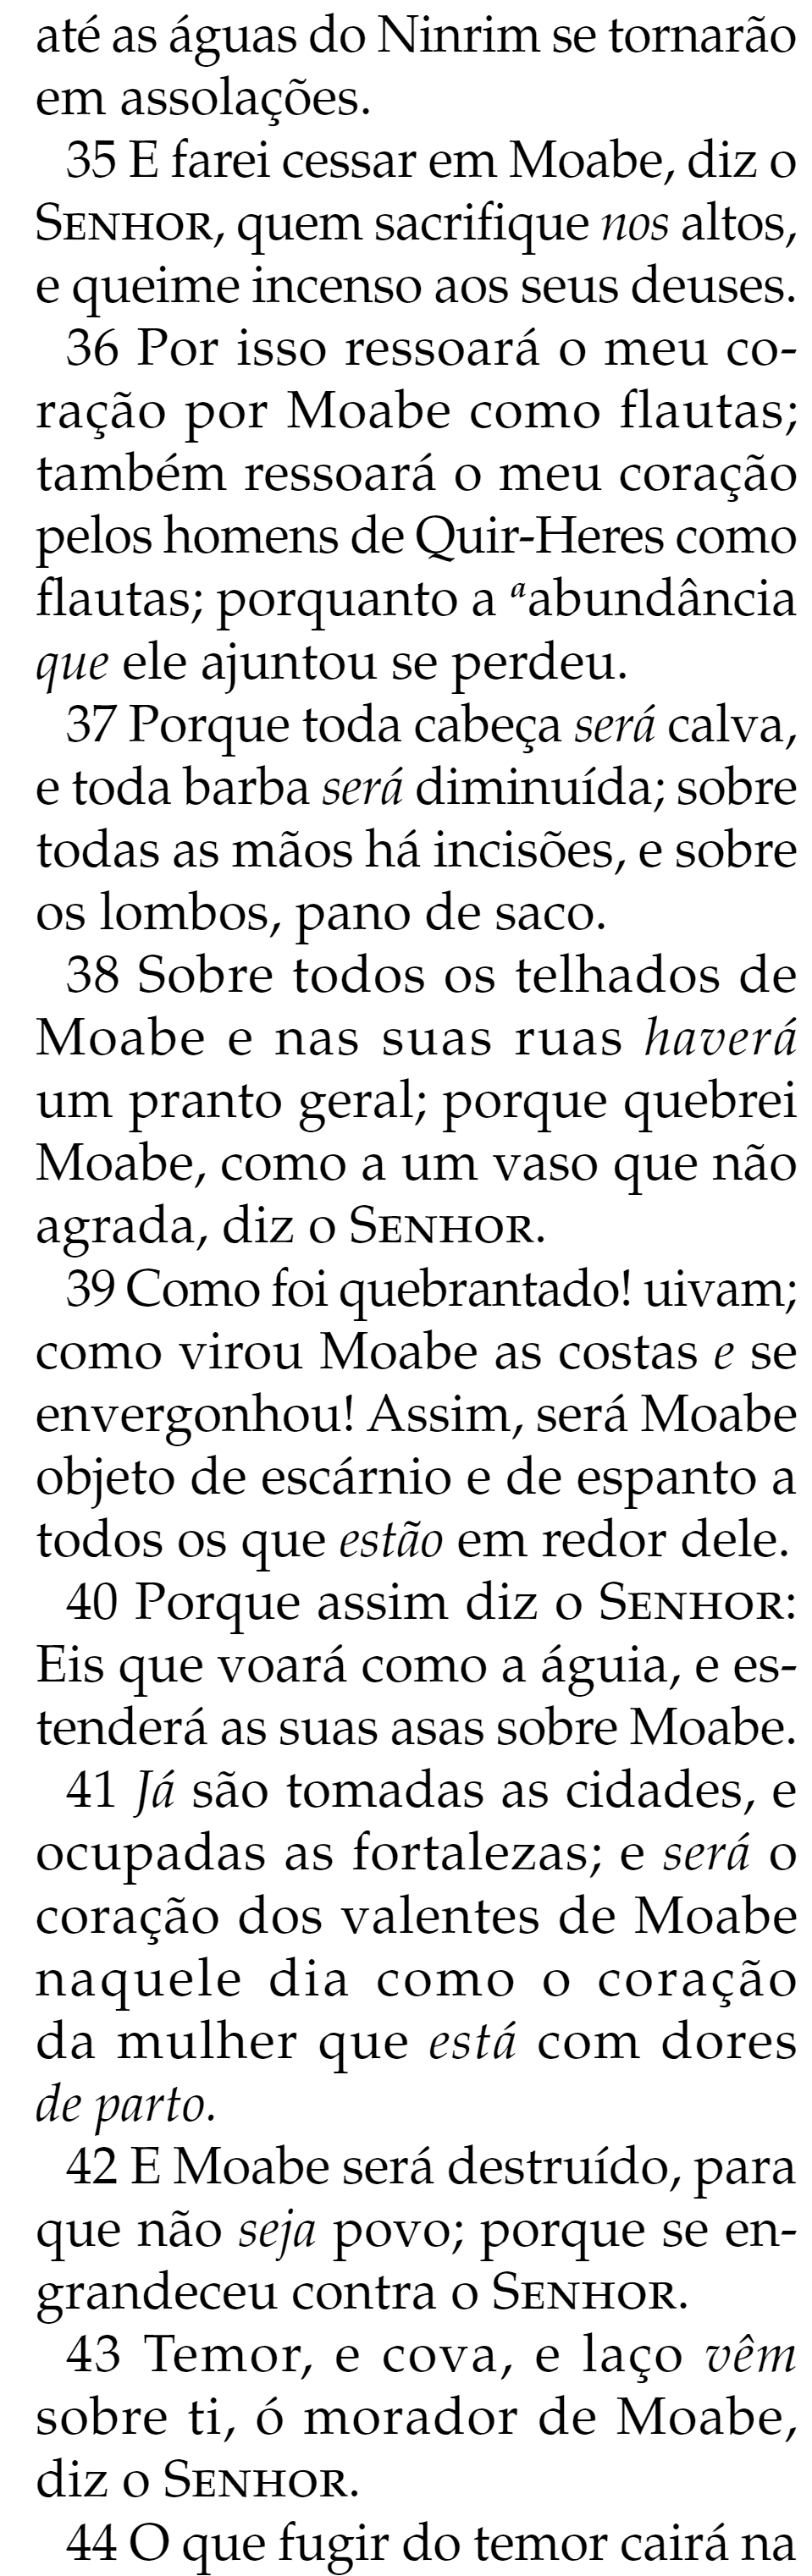 até as águas do Ninrim se tornarão
em assolações.
35 E farei cessar em Moabe, diz o
SENHOR, quem sacrifique nos altos,
e queime incenso aos seus deuses.
36 Por isso ressoará o meu co-
ração por Moabe como flautas;
também ressoará o meu coração
pelos homens de Quir-Heres como
flautas; porquanto a aabundância
que ele ajuntou se perdeu.
37 Porque toda cabeça será calva,
e toda barba será diminuída; sobre
todas as mãos há incisões, e sobre
os lombos, pano de saco.
38 Sobre todos os telhados de
Moabe e nas suas ruas haverá
um pranto geral; porque quebrei
Moabe, como a um vaso que não
agrada, diz o SENHOR.
39 Como foi quebrantado! uivam;
como virou Moabe as costas e se
envergonhou! Assim, será Moabe
objeto de escárnio e de espanto a
todos os que estão em redor dele.
40 Porque assim diz o SENHOR:
Eis que voará como a águia, e es-
tenderá as suas asas sobre Moabe.
41 Já são tomadas as cidades, e
ocupadas as fortalezas; e será o
coração dos valentes de Moabe
naquele dia como o coração
da mulher que está com dores
de parto.
42 E Moabe será destruído, para
que não seja povo; porque se en-
grandeceu contra o SENHOR.
43 Temor, e cova, e laço vêm
sobre ti, ó morador de Moabe,
diz o SENHOR.
44 O que fugir do temor cairá na